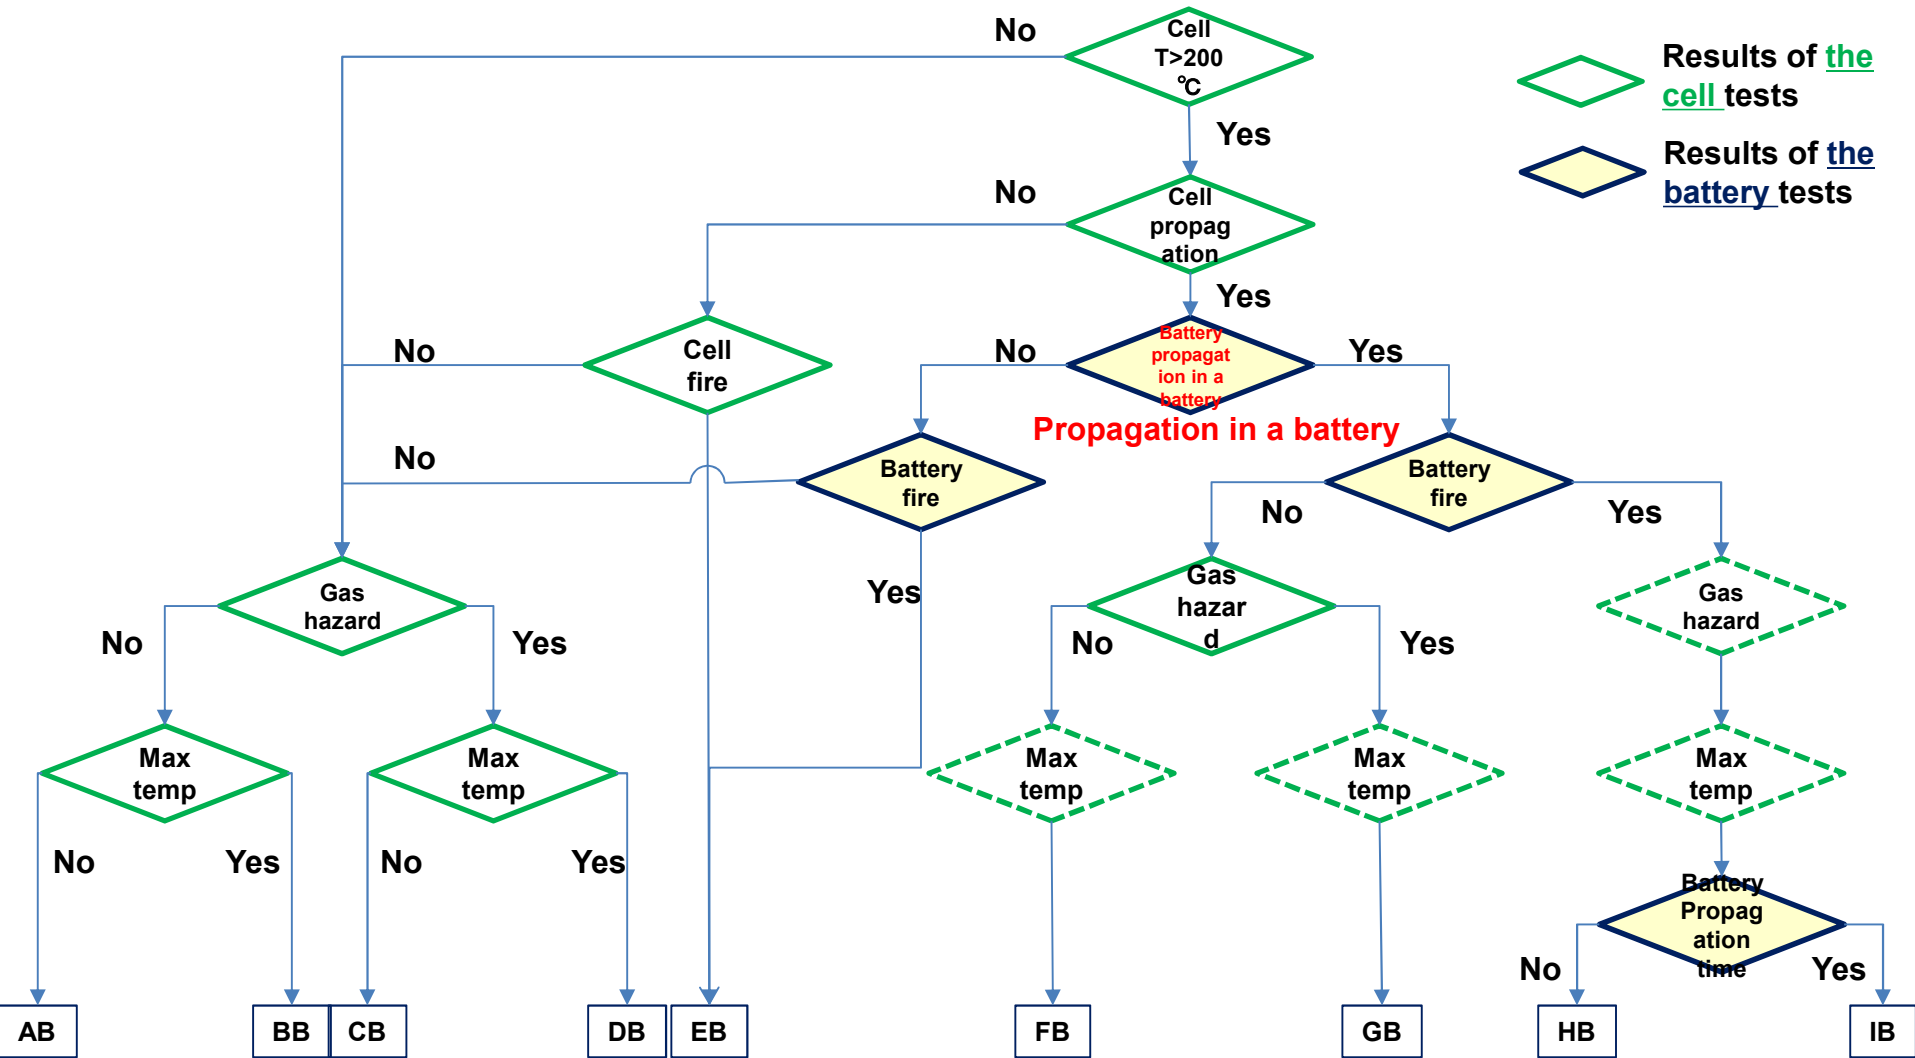 No
Cell
T>200
℃
Results of the
cell tests
Yes
Results of the
battery tests
No
Cell
propag
ation
Yes
No
Cell
fire
No
Battery
propagat
ion in a
battery
Yes
Propagation in a battery
No
Battery
fire
Battery
fire
No
Yes
Gas
hazard
Yes
Gas
hazar
d
Gas
hazard
No
Yes
No
Yes
Max
temp
Max
temp
Max
temp
Max
temp
Max
temp
No
Yes
No
Yes
Battery
Propag
ation
time
No
Yes
AB
BB
CB
DB
EB
FB
GB
HB
IB